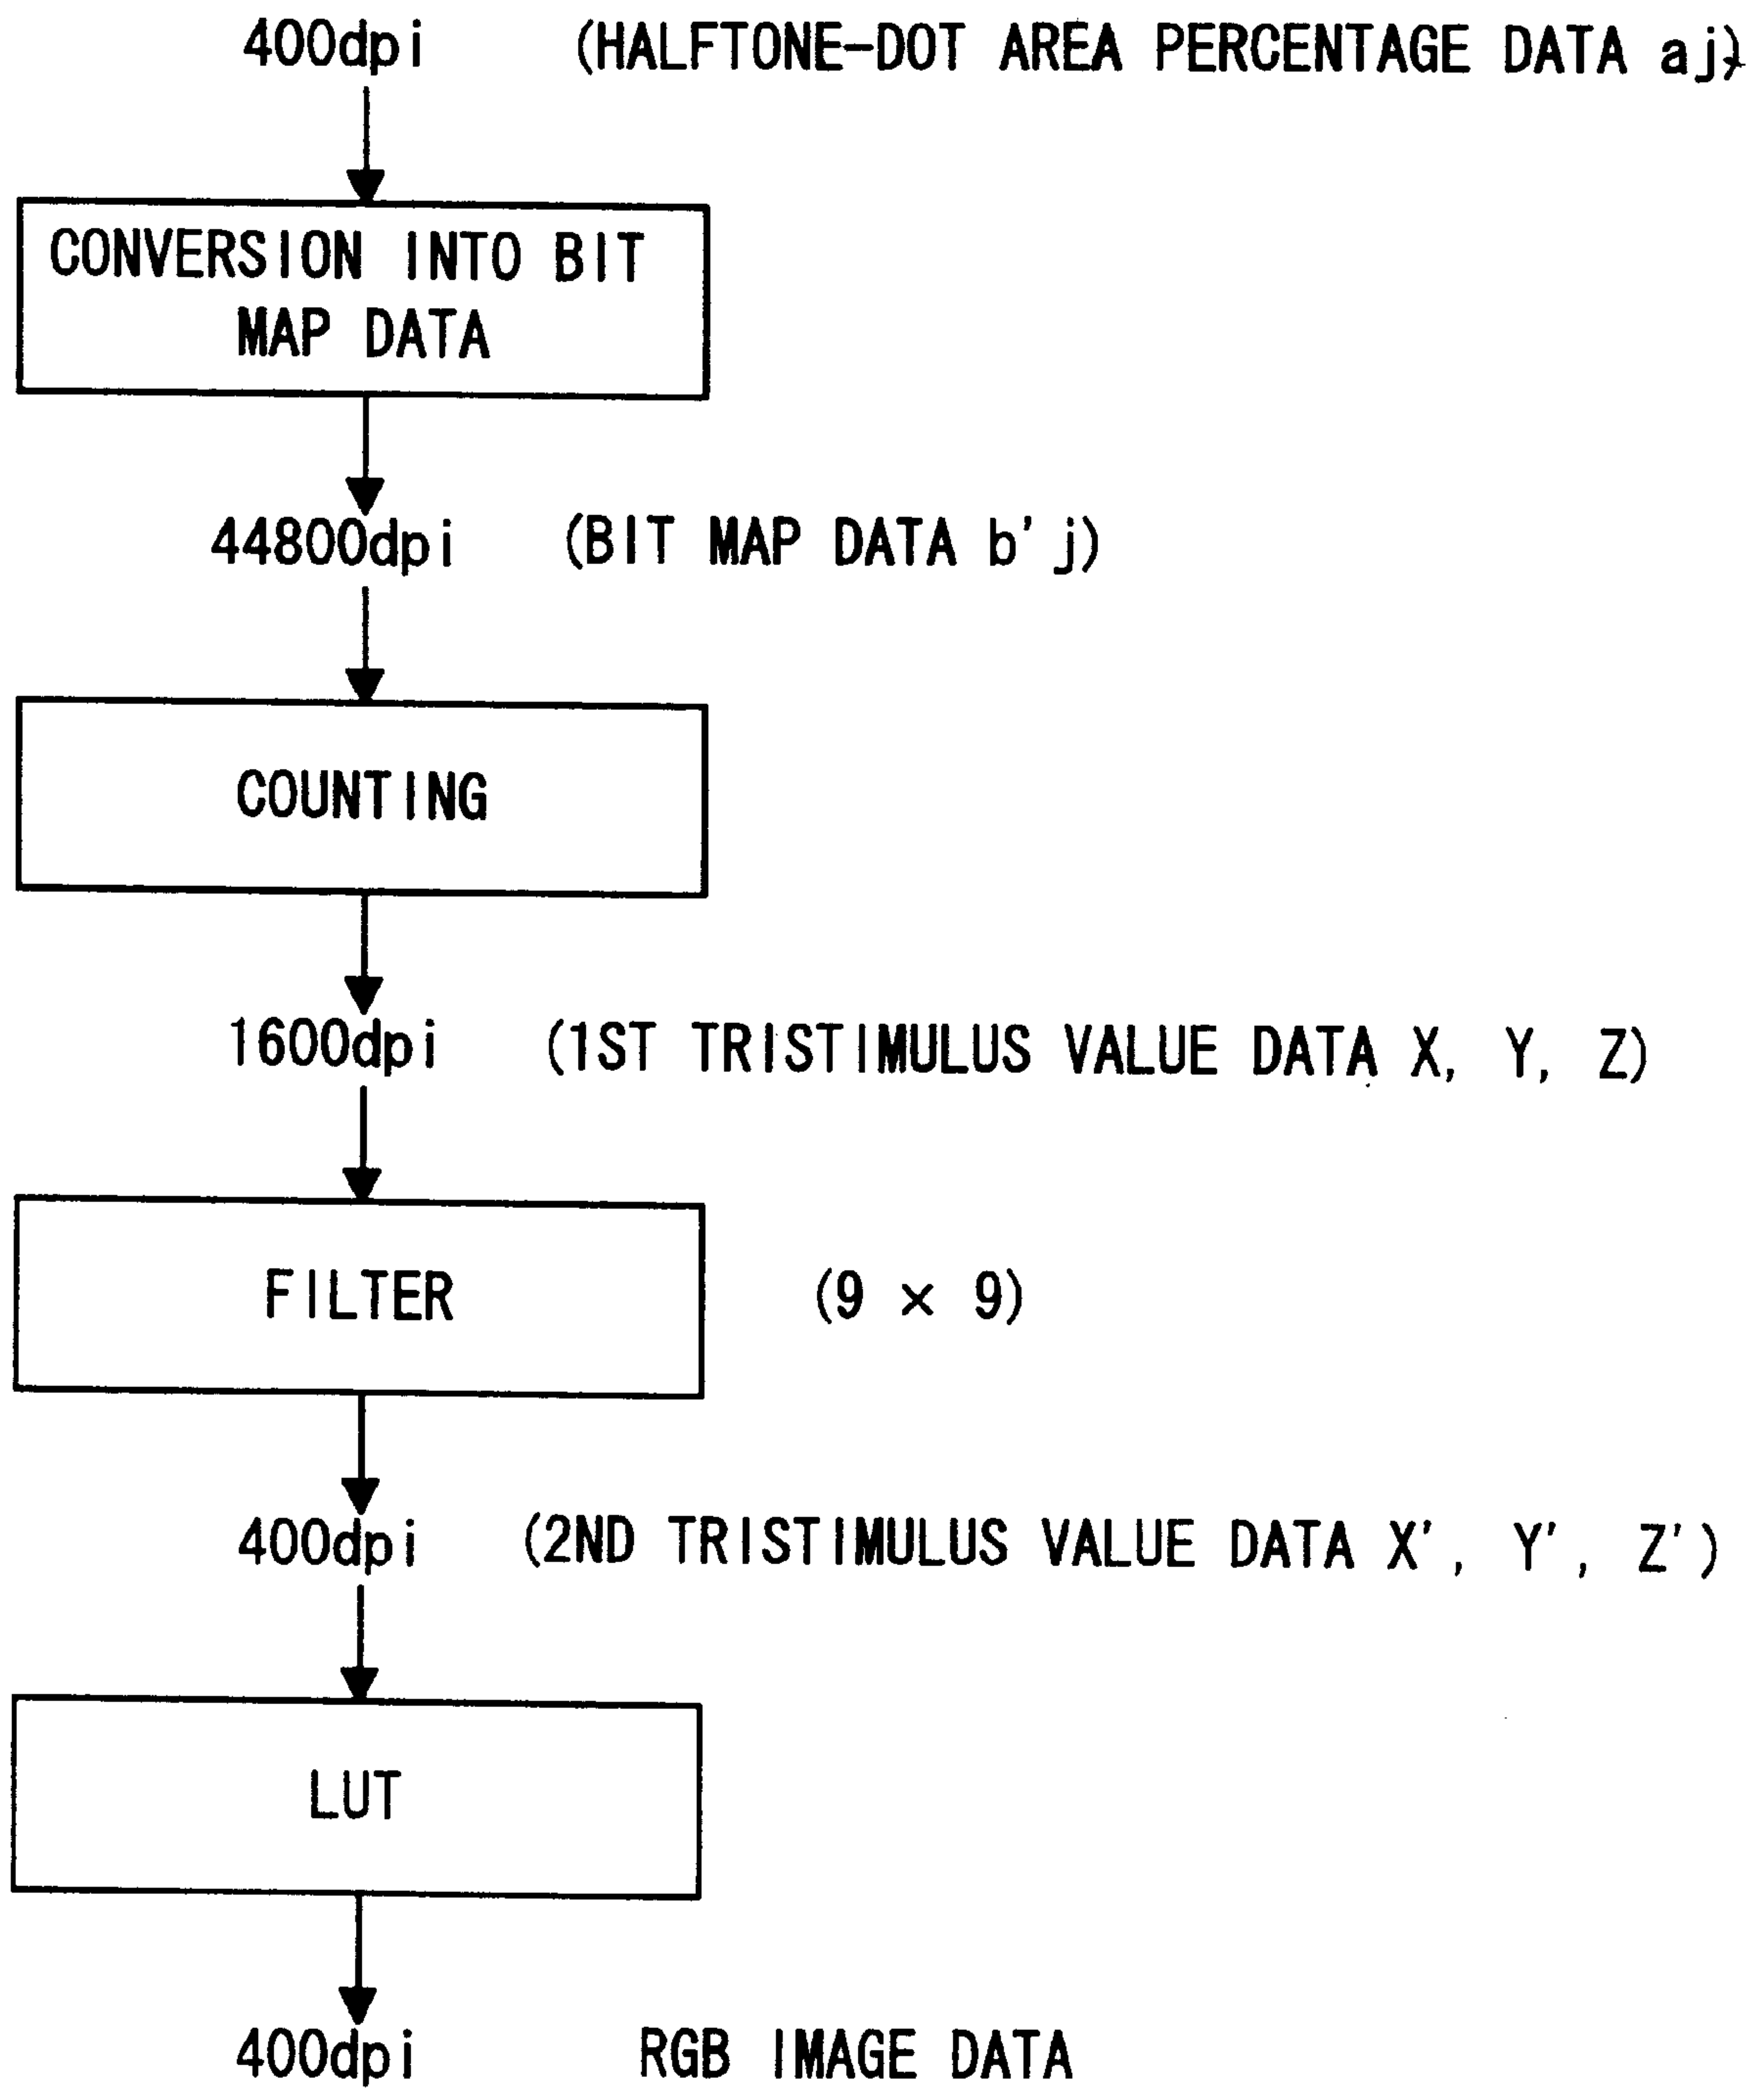 400dpi (HALFTONE-DOT AREA PERCENTAGE DATA aj)
CONVERSION INTO BIT
MAP DATA
44800dpi (BIT MAP DATA b'j)
COUNTING
1600dpi (1ST TRISTIMULUS VALUE DATA X, Y, Z)
FILTER (9 × 9)
400dpi (2ND TRISTIMULUS VALUE DATA X', Y', Z')
LUT
400dpi RGB IMAGE DATA